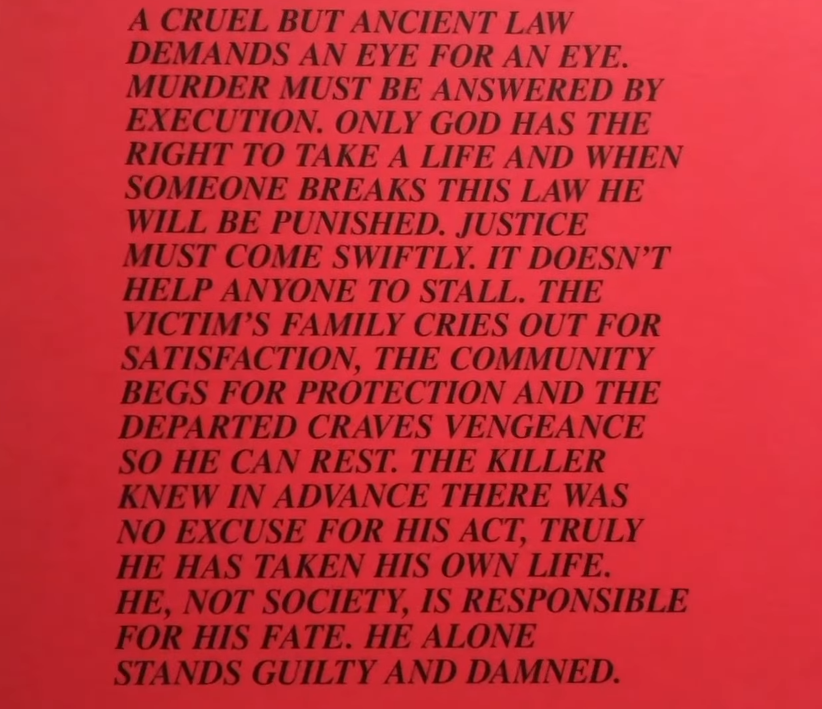 A CRUEL BUT ANCIENT LAW
DEMANDS AN EYE FOR AN EYE.
MURDER MUST BE ANSWERED BY
EXECUTION. ONLY GOD HAS THE
RIGHT TO TAKE A LIFE AND WHEN
SOMEONE BREAKS THIS LAW HE
WILL BE PUNISHED. JUSTICE
MUST COME SWIFTLY. IT DOESN'T
HELP ANYONE TO STALL. THE
VICTIM'S FAMILY CRIES OUT FOR
SATISFACTION, THE COMMUNITY
BEGS FOR PROTECTION AND THE
DEPARTED CRAVES VENGEANCE
SO HE CAN REST. THE KILLER
KNEW IN ADVANCE THERE WAS
NO EXCUSE FOR HIS ACT, TRULY
HE HAS TAKEN HIS OWN LIFE.
HE, NOT SOCIETY, IS RESPONSIBLE
FOR HIS FATE. HE ALONE
STANDS GUILTY AND DAMNED.